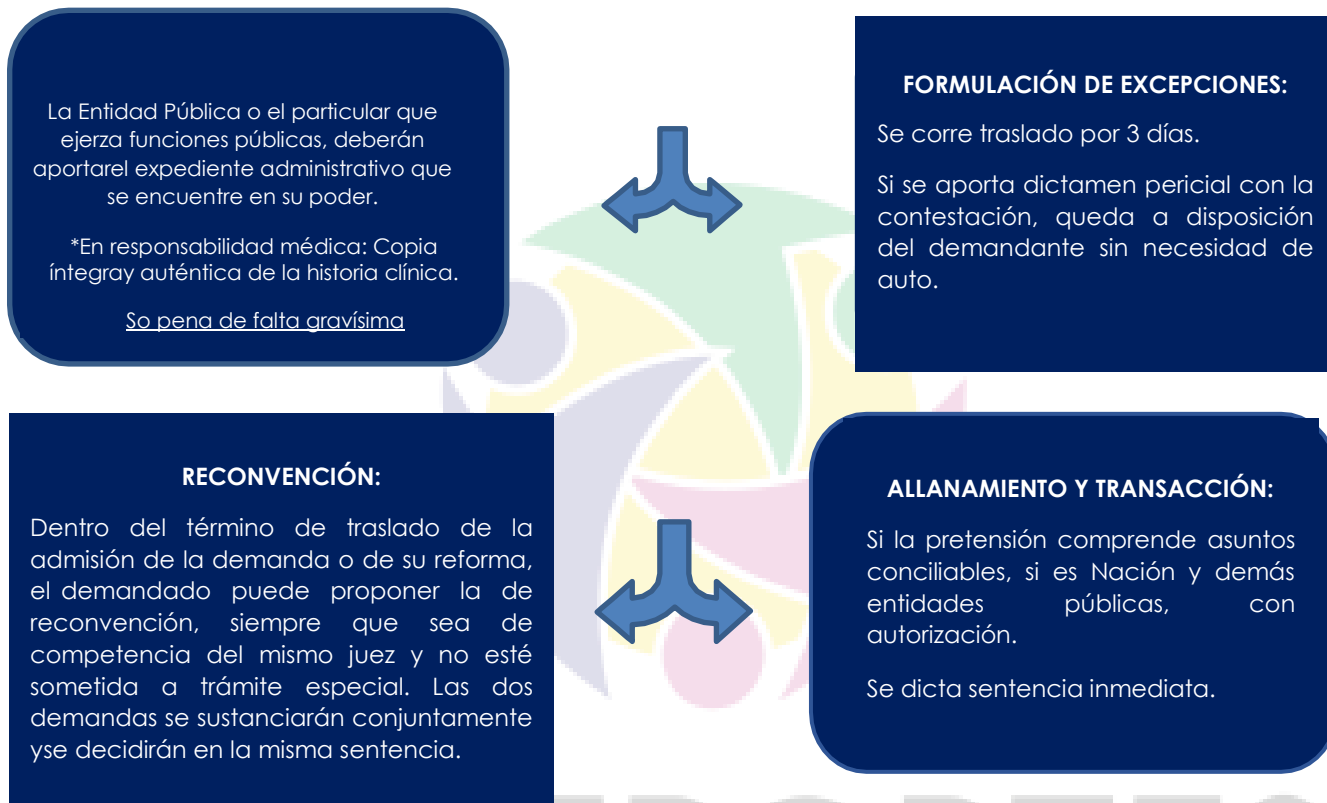 La Entidad Pública o el particular que
ejerza funciones públicas, deberán
aportarel expediente administrativo que
se encuentre en su poder.
*En responsabilidad médica: Copia
íntegray auténtica de la historia clínica.
So pena de falta gravísima
FORMULACIÓN DE EXCEPCIONES:
Se corre traslado por 3 días.
Si se aporta dictamen pericial con la
contestación, queda a disposición
del demandante sin necesidad de
auto.
RECONVENCIÓN:
Dentro del término de traslado de la
admisión de la demanda o de su reforma,
el demandado puede proponer la de
reconvención, siempre que sea de
competencia del mismo juez y no esté
sometida a trámite especial. Las dos
demandas se sustanciarán conjuntamente
yse decidirán en la misma sentencia.
ALLANAMIENTO Y TRANSACCIÓN:
Si la pretensión comprende asuntos
conciliables, si es Nación y demás
entidades públicas, con
autorización.
Se dicta sentencia inmediata.